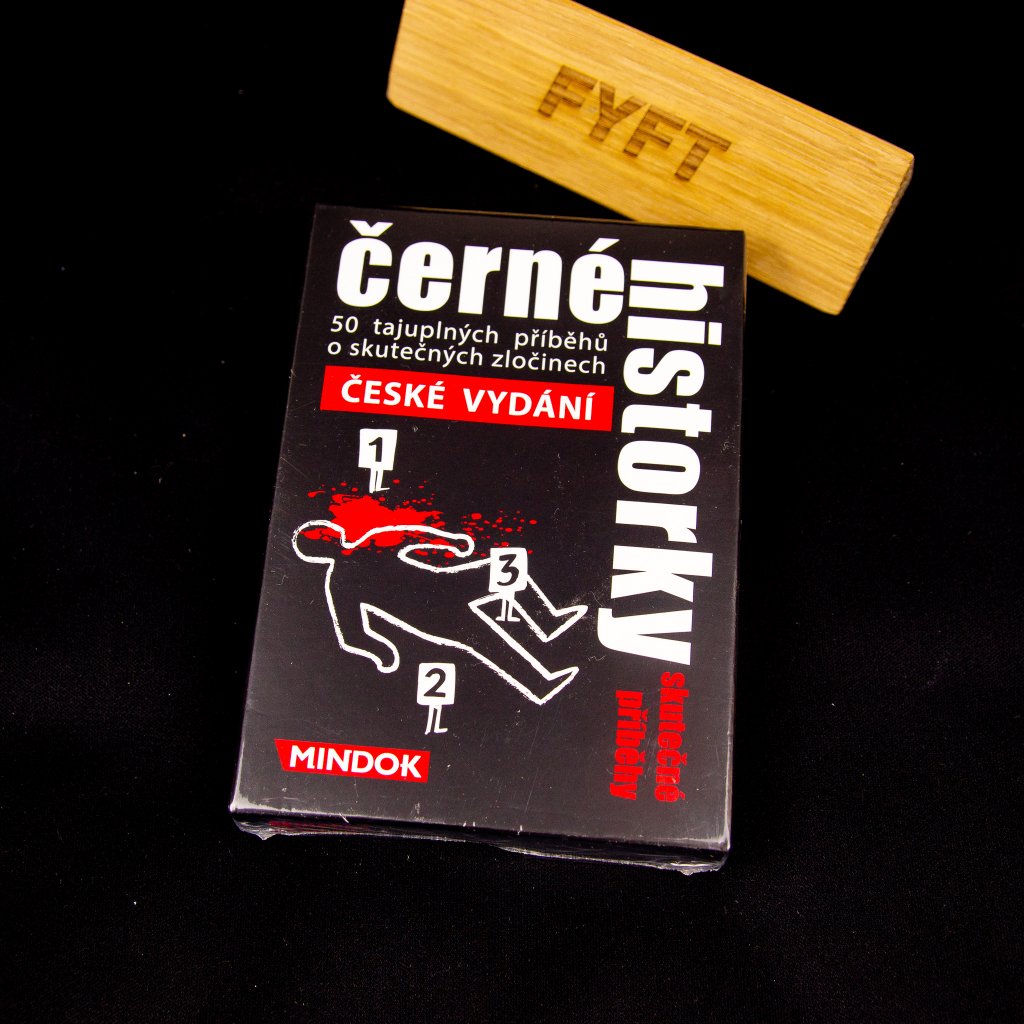 FYFT
černé
historky
50 tajuplných příběhů
o skutečných zločinech
ČESKÉ VYDÁNÍ
1
3
2
skutečné
příběhy
MINDOK